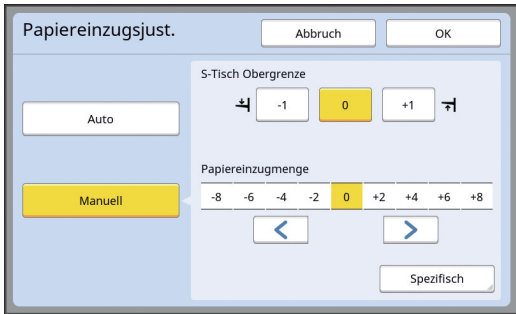 Papiereinzugsjust.
Abbruch
OK
S-Tisch Obergrenze
-1
0
+1
Auto
Papiereinzugmenge
Manuell
-8 -6 -4 -2 0 +2 +4 +6 +8
Spezifisch